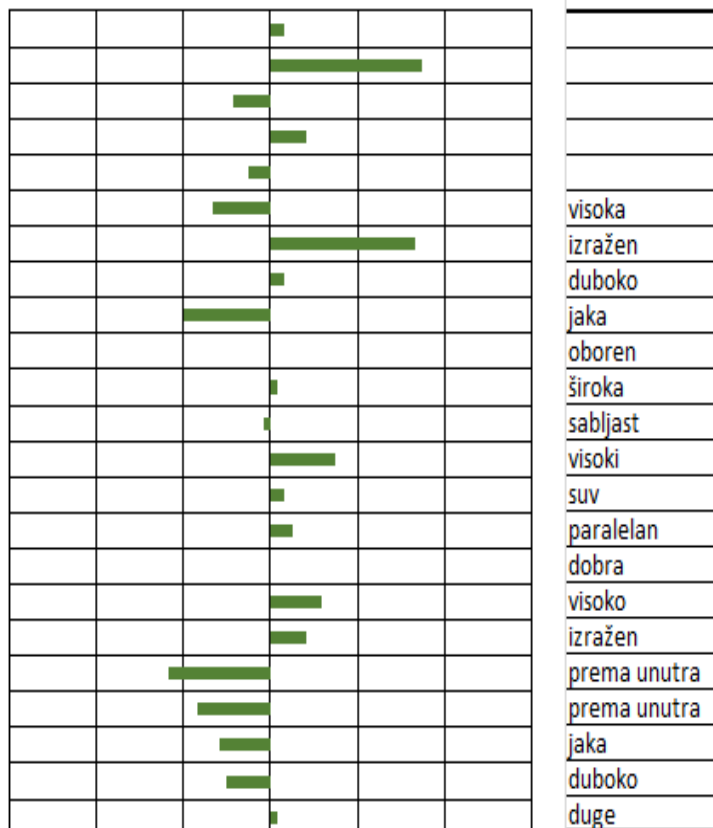 visoka
izražen
duboko
jaka
oboren
široka
sabljast
visoki
suv
paralelan
dobra
visoko
izražen
prema unutra
prema unutra
jaka
duboko
duge